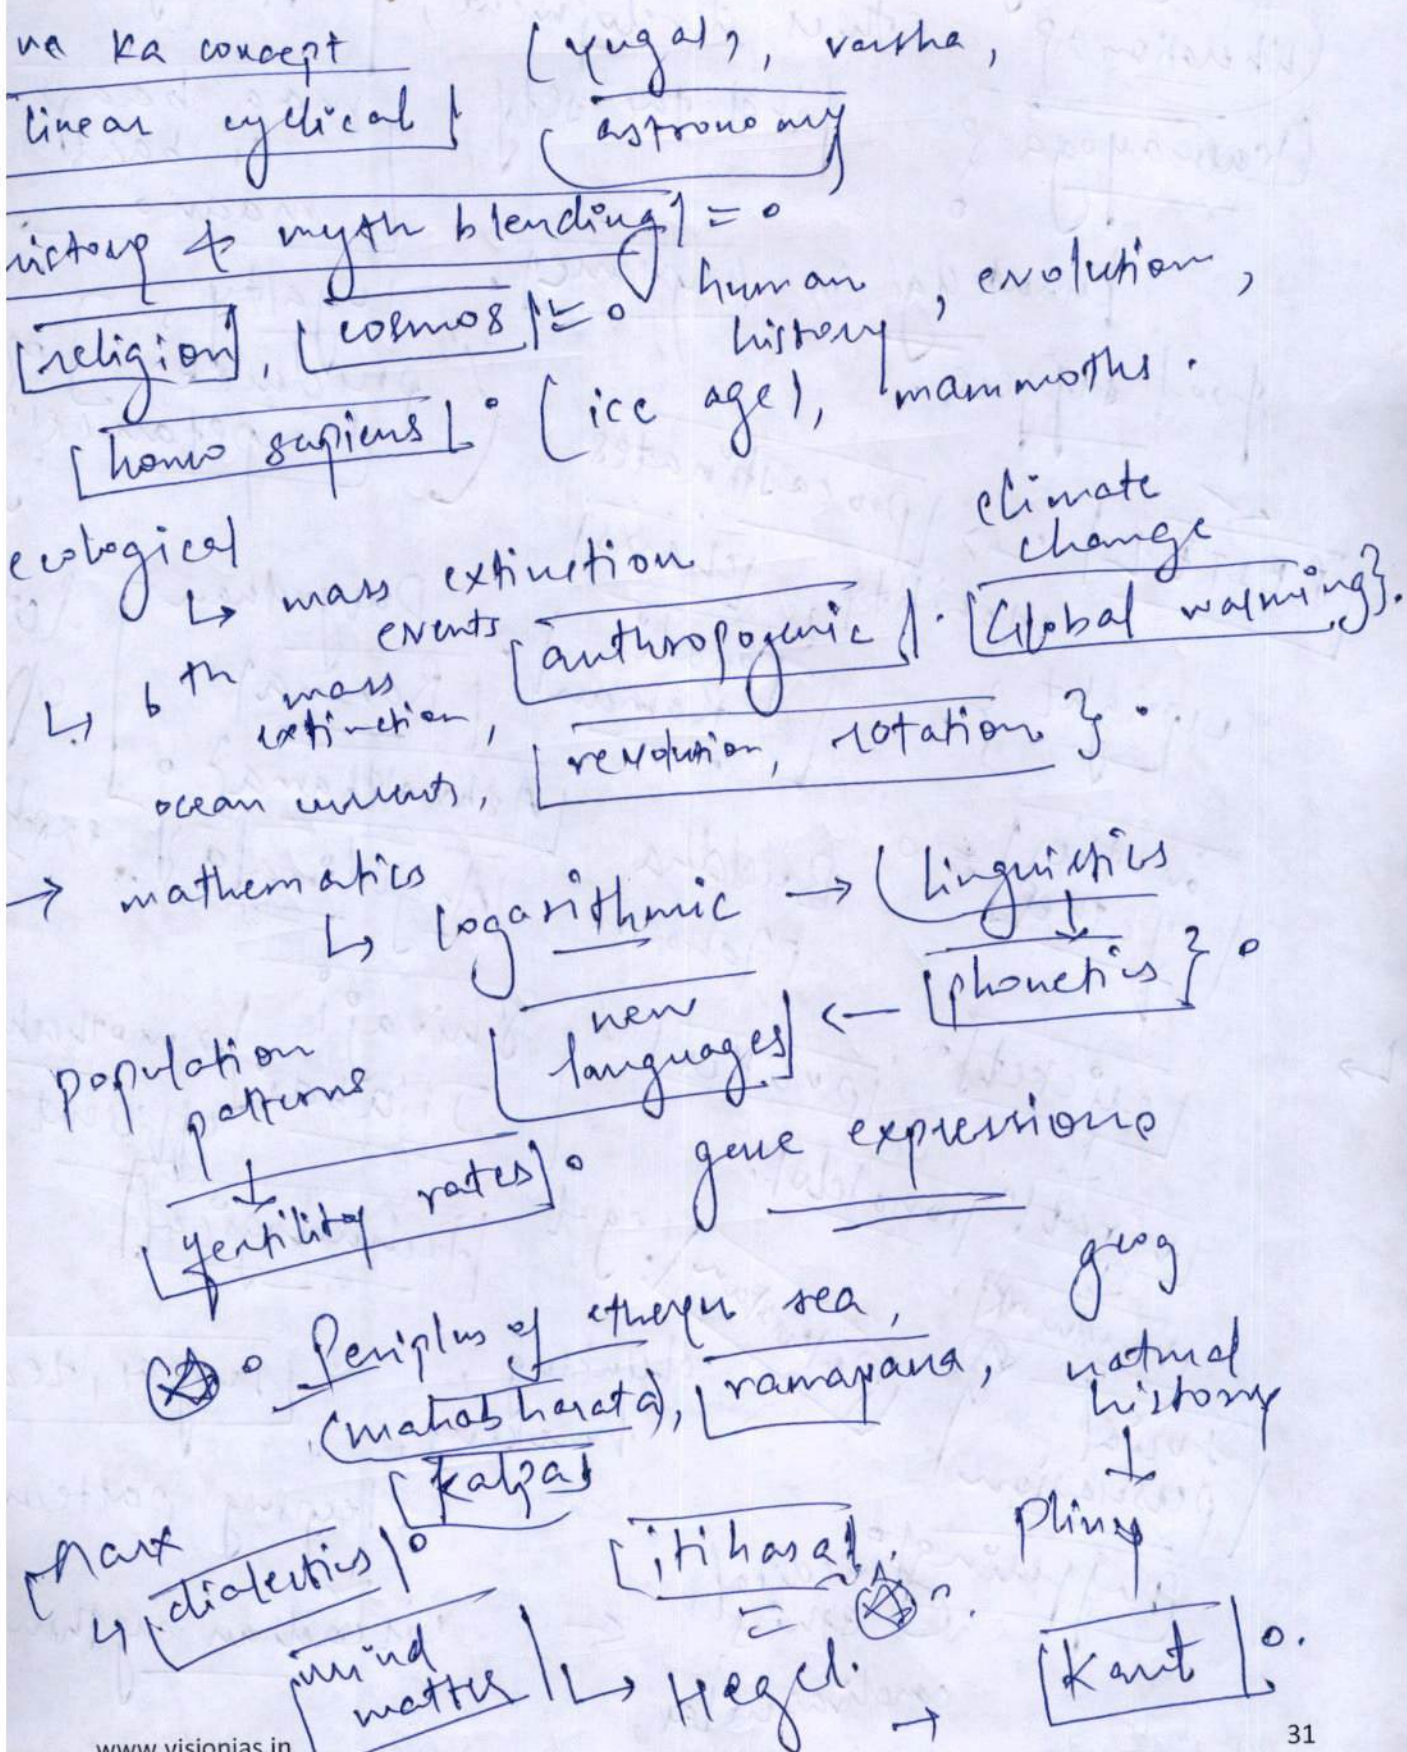 ne ka concept (yugas), varsha,
linear cyclical (astronomy)
history & myth blending =
[religion], [cosmos] = human history, evolution,
[homo sapiens] (ice age), mammoths.
ecological
↳ mass extinction events [anthropogenic]. climate change [Global warming}.
↳ 6th mass extinction, [revolution, rotation}.
ocean currents,
→ mathematics
↳ logarithmic → (linguistics
↓
[new languages] ← [phonetics}
population patterns
↓
[fertility rates]. gene expressions
geog
Periplus of etheryn sea,
(mahabharata), [ramayana, natural history
[kalpas] ↓
[Marx [itihasa] Pliny
↳ [dialectics]
[mind matter] ↳ Hegel. → [Kant].
www.visionias.in 31